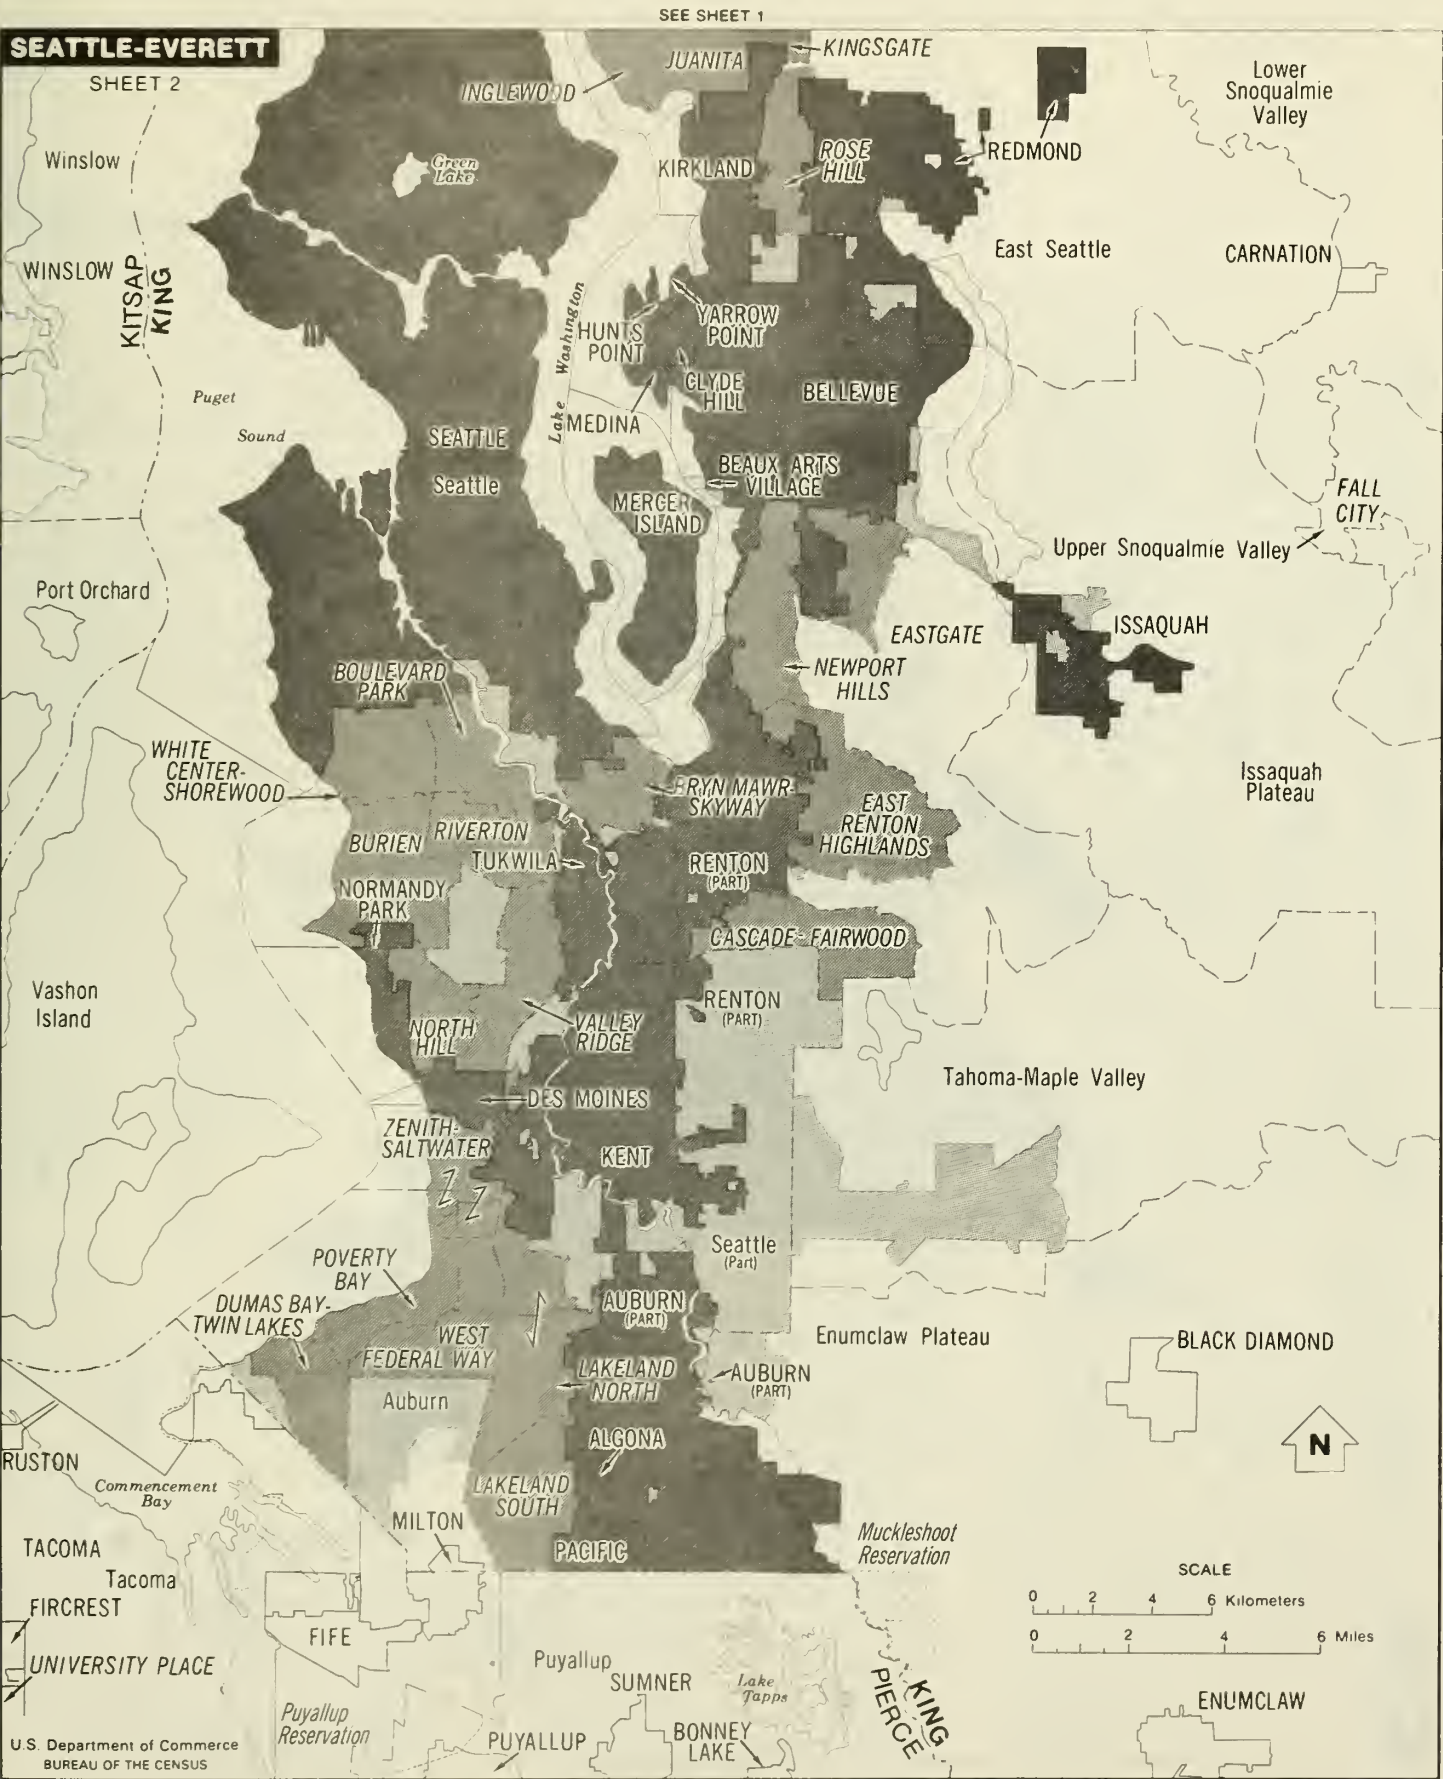 SEE SHEET 1
SEATTLE-EVERETT
SHEET 2
JUANITA
KINGSGATE
INGLEWOOD
Lower
Snoqualmie
Valley
Winslow
Green
Lake
KIRKLAND
ROSE
HILL
REDMOND
WINSLOW
KITSAP
KING
East Seattle
CARNATION
Lake Washington
HUNTS
POINT
YARROW
POINT
Puget
Sound
CLYDE
HILL
BELLEVUE
MEDINA
SEATTLE
Seattle
BEAUX ARTS
VILLAGE
MERCER
ISLAND
FALL
CITY
Upper Snoqualmie Valley
Port Orchard
EASTGATE
ISSAQUAH
BOULEVARD
PARK
NEWPORT
HILLS
WHITE
CENTER-
SHOREWOOD
BRYN MAWR-
SKYWAY
Issaquah
Plateau
EAST
RENTON
HIGHLANDS
BURIEN
RIVERTON
TUKWILA
RENTON
(PART)
NORMANDY
PARK
CASCADE-FAIRWOOD
Vashon
Island
RENTON
(PART)
NORTH
HILL
VALLEY
RIDGE
Tahoma-Maple Valley
DES MOINES
ZENITH-
SALTWATER
KENT
Seattle
(Part)
POVERTY
BAY
DUMAS BAY-
TWIN LAKES
AUBURN
(PART)
WEST
FEDERAL WAY
Enumclaw Plateau
BLACK DIAMOND
LAKELAND
NORTH
AUBURN
(PART)
Auburn
ALGONA
N
RUSTON
Commencement
Bay
LAKELAND
SOUTH
MILTON
Muckleshoot
Reservation
TACOMA
Tacoma
PACIFIC
SCALE
0 2 4 6 Kilometers
0 2 4 6 Miles
FIRCREST
FIFE
UNIVERSITY PLACE
Puyallup
SUMNER
Lake
Tapps
KING
PIERCE
ENUMCLAW
Puyallup
Reservation
PUYALLUP
BONNEY
LAKE
U.S. Department of Commerce
BUREAU OF THE CENSUS